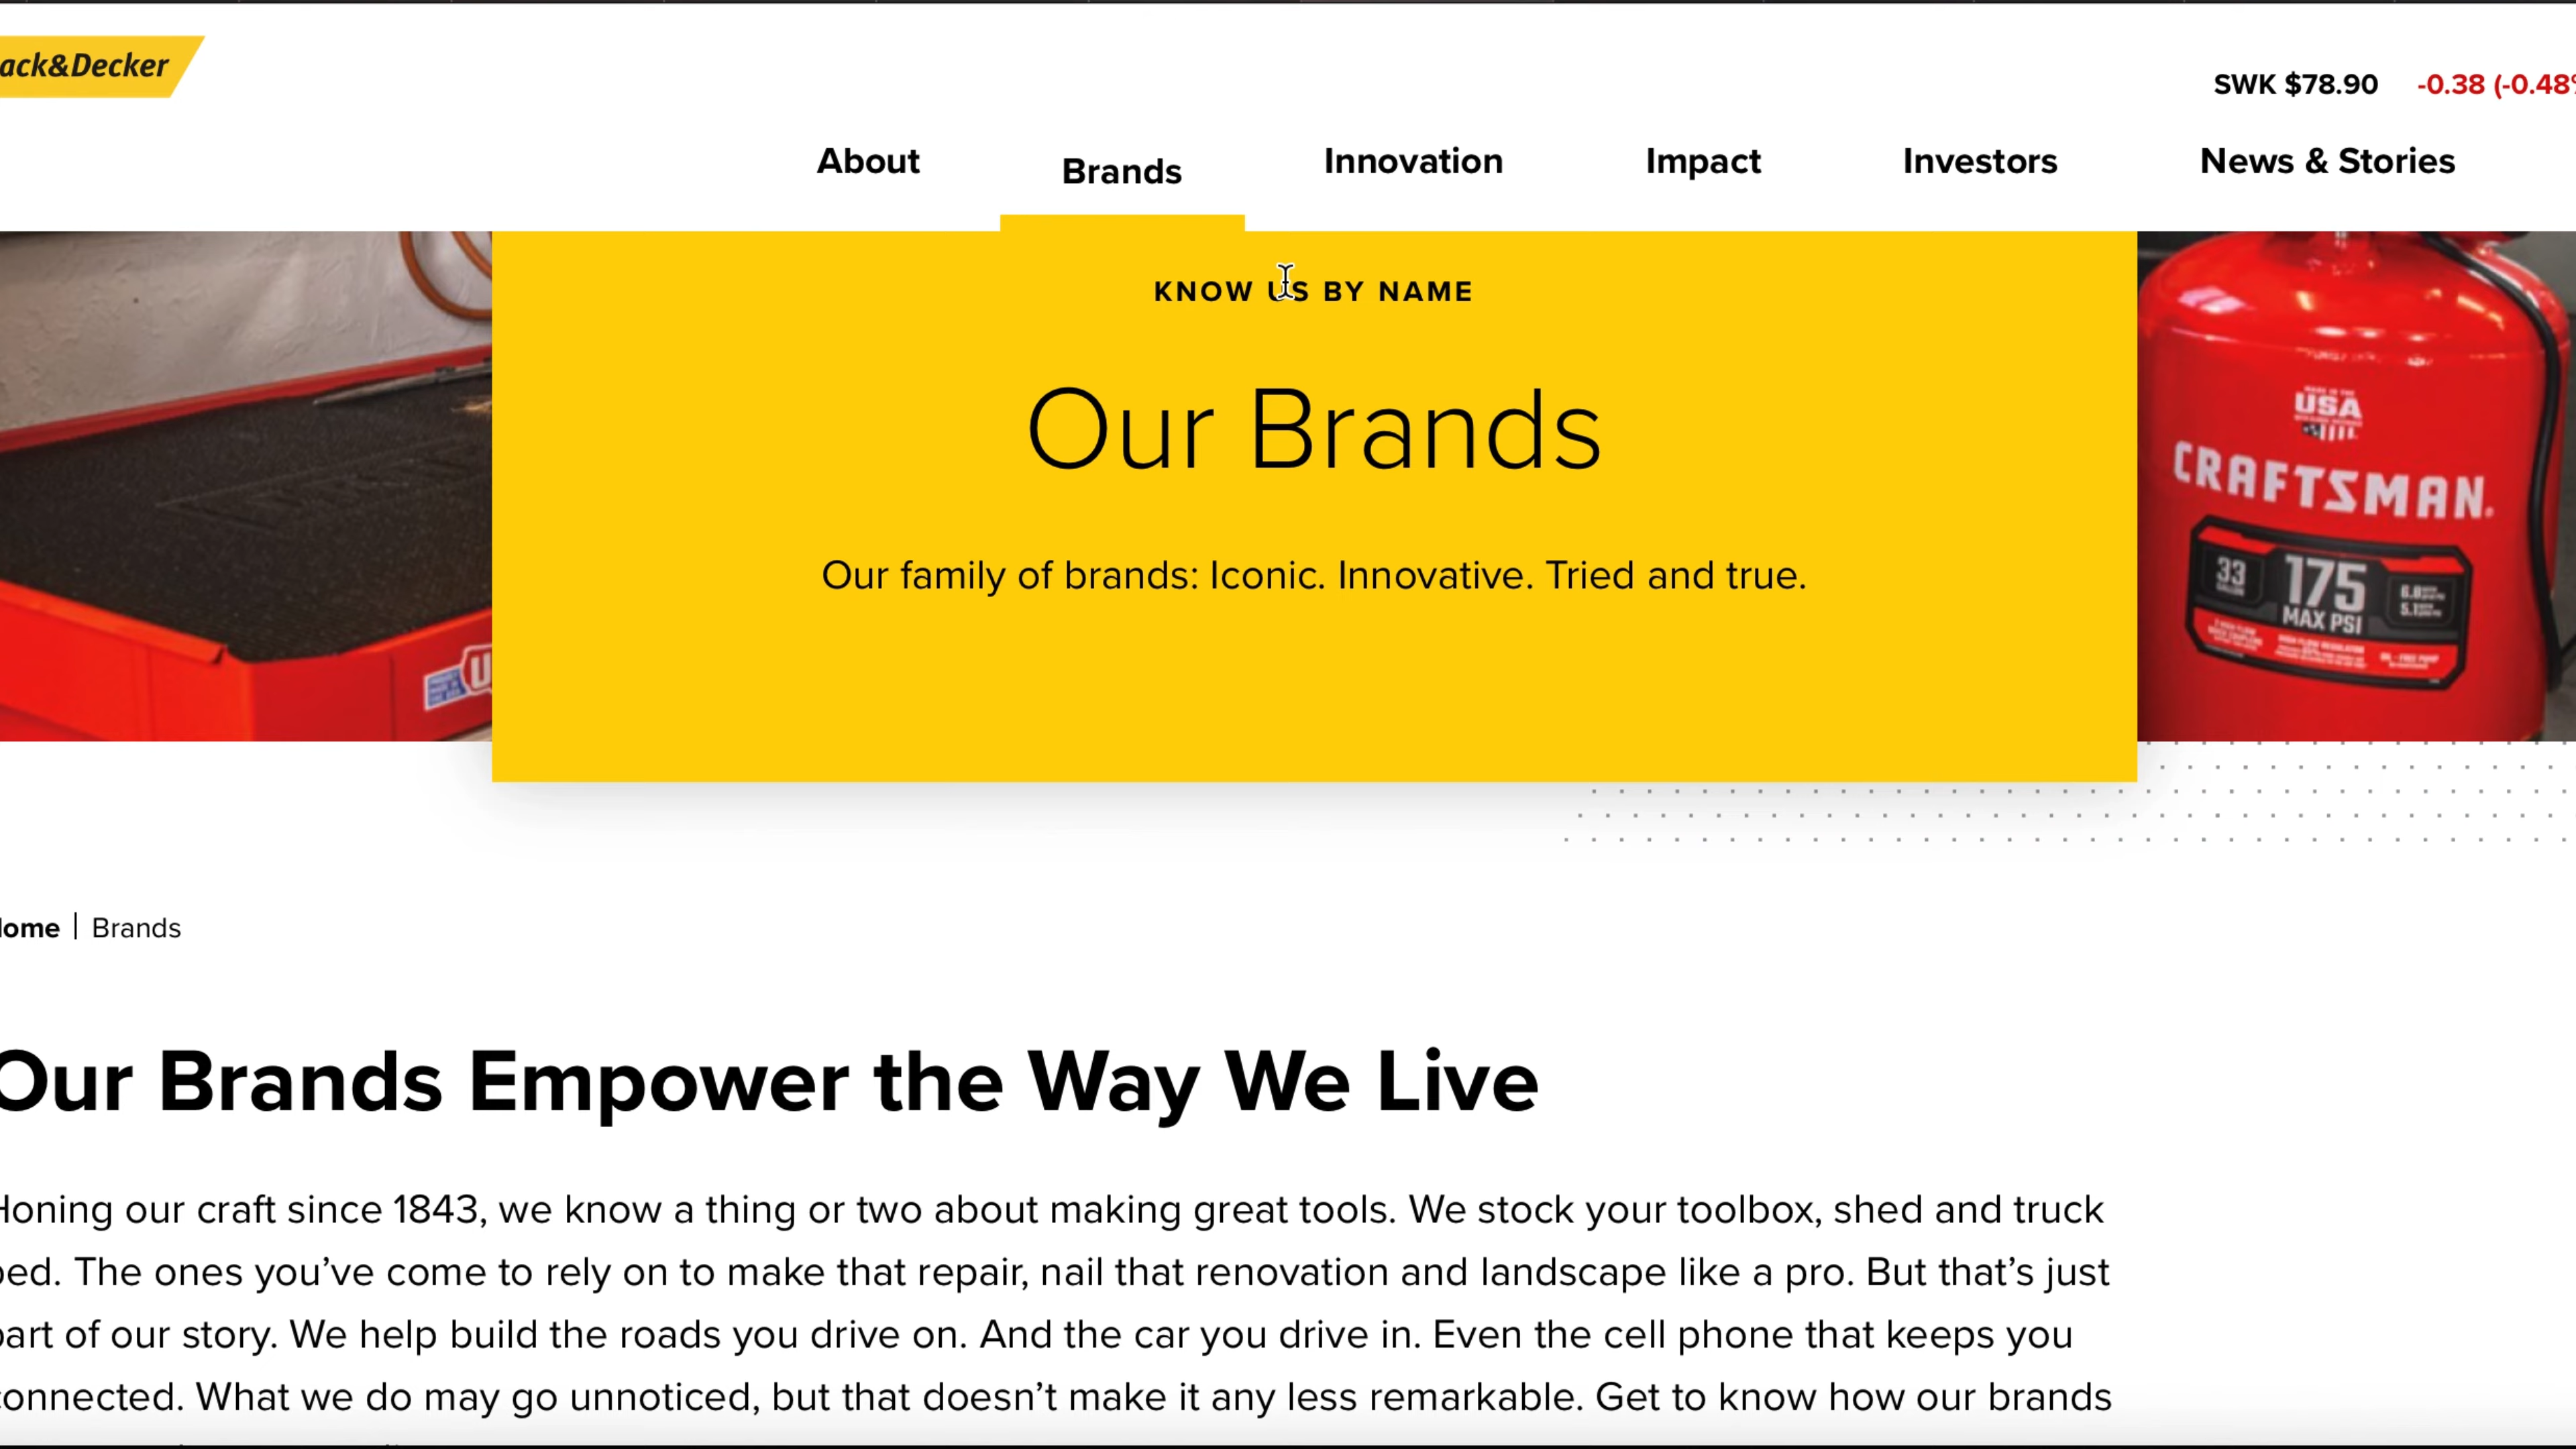 ack&Decker
SWK $78.90 -0.38 (-0.48%
About Brands Innovation Impact Investors News & Stories
KNOW US BY NAME
Our Brands
Our family of brands: Iconic. Innovative. Tried and true.
USA
CRAFTSMAN.
33
175
MAX PSI
Home | Brands
Our Brands Empower the Way We Live
Honing our craft since 1843, we know a thing or two about making great tools. We stock your toolbox, shed and truck
bed. The ones you’ve come to rely on to make that repair, nail that renovation and landscape like a pro. But that’s just
part of our story. We help build the roads you drive on. And the car you drive in. Even the cell phone that keeps you
connected. What we do may go unnoticed, but that doesn’t make it any less remarkable. Get to know how our brands